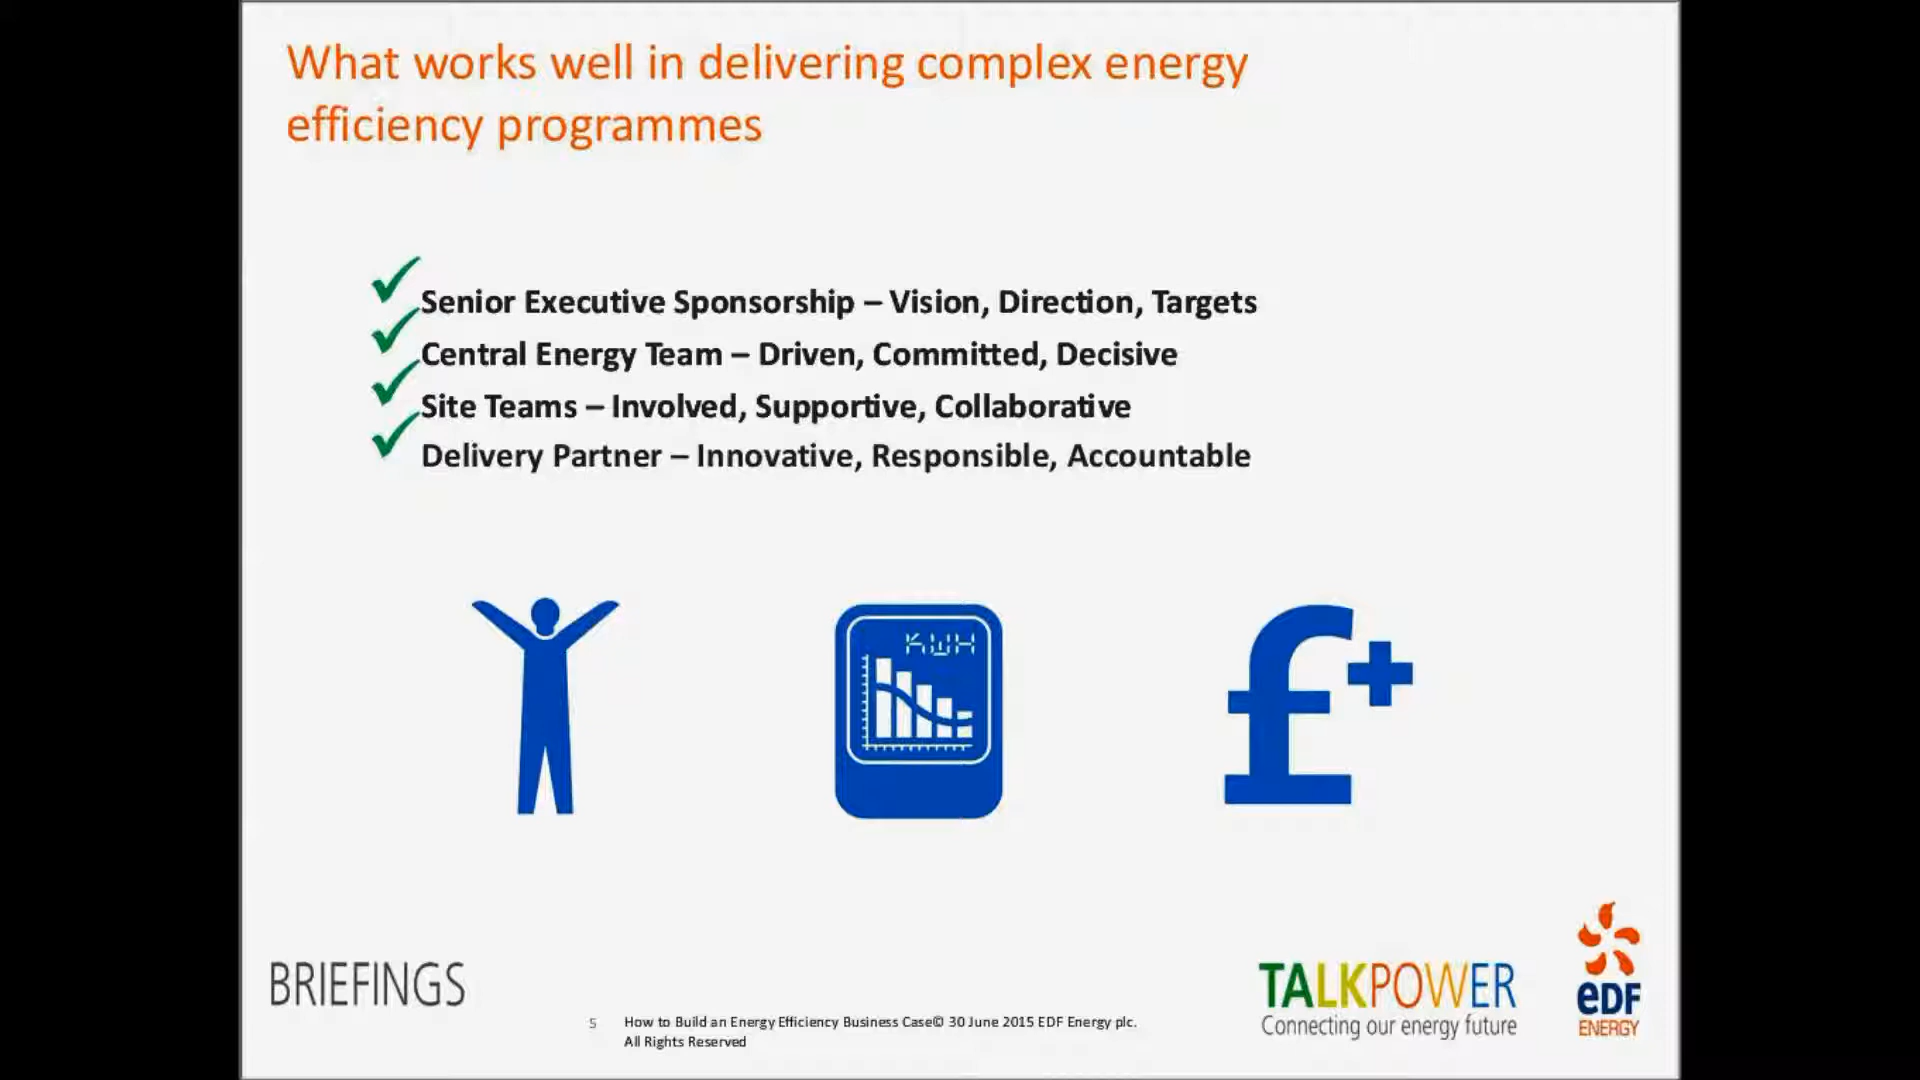 What works well in delivering complex energy
efficiency programmes
Senior Executive Sponsorship – Vision, Direction, Targets
Central Energy Team – Driven, Committed, Decisive
Site Teams – Involved, Supportive, Collaborative
Delivery Partner – Innovative, Responsible, Accountable
KWH
£+
BRIEFINGS
5 How to Build an Energy Efficiency Business Case© 30 June 2015 EDF Energy plc.
All Rights Reserved
TALKPOWER
Connecting our energy future
eDF
ENERGY